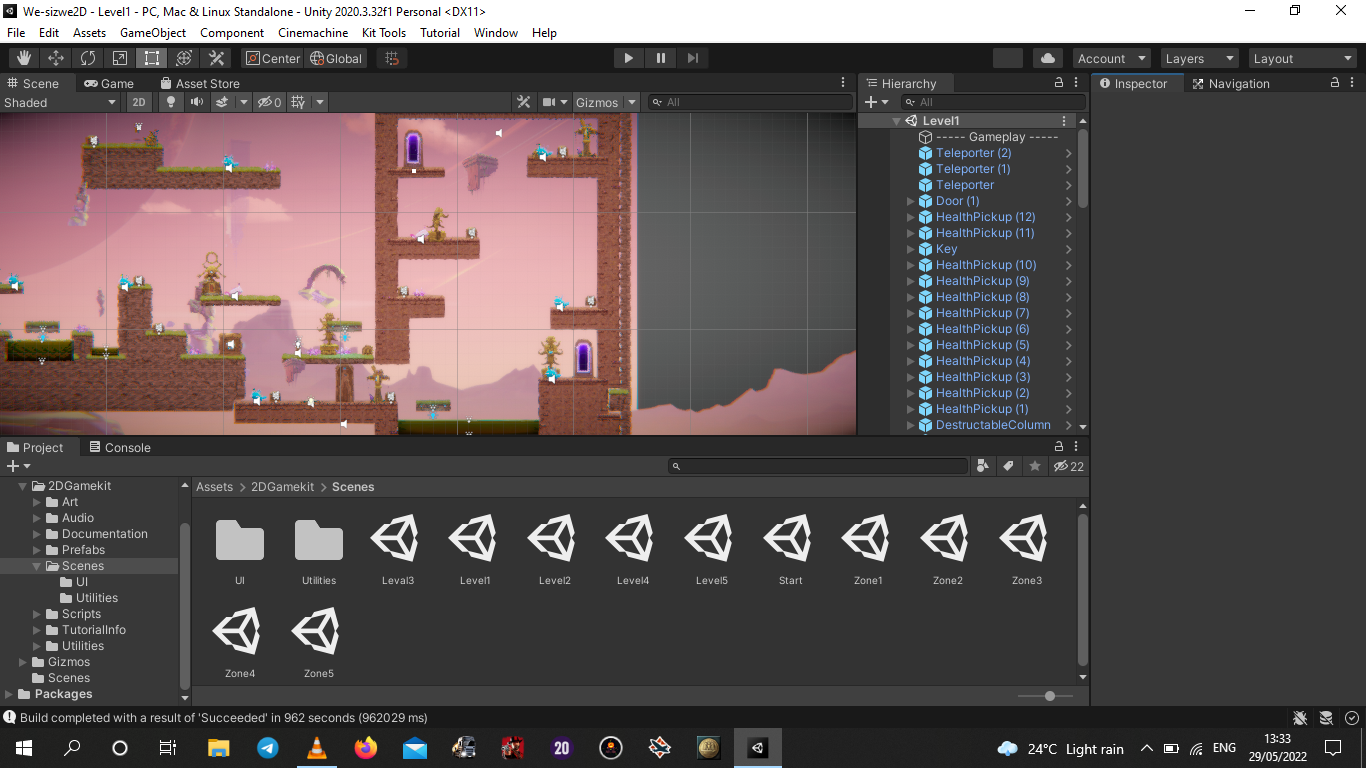 We-sizwe2D - Level1 - PC, Mac & Linux Standalone - Unity 2020.3.32f1 Personal <DX11>
File Edit Assets GameObject Component Cinemachine Kit Tools Tutorial Window Help
Center Global Account Layers Layout
Scene Game Asset Store
Shaded 2D 0 Gizmos All
Hierarchy
All
Level1
----- Gameplay -----
Teleporter (2)
Teleporter (1)
Teleporter
Door (1)
HealthPickup (12)
HealthPickup (11)
Key
HealthPickup (10)
HealthPickup (9)
HealthPickup (8)
HealthPickup (7)
HealthPickup (6)
HealthPickup (5)
HealthPickup (4)
HealthPickup (3)
HealthPickup (2)
HealthPickup (1)
DestructableColumn
Inspector Navigation
Project Console
22
2DGamekit
Art
Audio
Documentation
Prefabs
Scenes
UI
Utilities
Scripts
TutorialInfo
Utilities
Gizmos
Scenes
Packages
Assets > 2DGamekit > Scenes
UI Utilities Leval3 Level1 Level2 Level4 Level5 Start Zone1 Zone2 Zone3
Zone4 Zone5
Build completed with a result of 'Succeeded' in 962 seconds (962029 ms)
20
24°C Light rain
ENG
13:33
29/05/2022